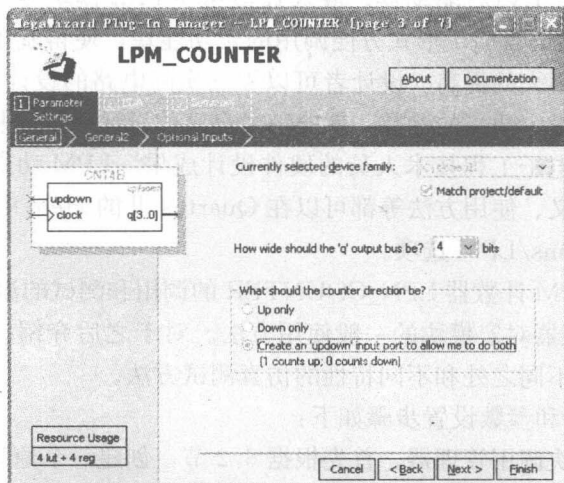 MegaWizard Plug-In Manager - LPM_COUNTER [page 3 of 7]
LPM_COUNTER
About
Documentation
1 Parameter Settings
General
General2
Optional Inputs
CNT4B
updown
clock
q[3..0]
Currently selected device family:
Match project/default
How wide should the 'q' output bus be? 4 bits
What should the counter direction be?
Up only
Down only
Create an 'updown' input port to allow me to do both
(1 counts up; 0 counts down)
Resource Usage
4 lut + 4 reg
Cancel
< Back
Next >
Finish